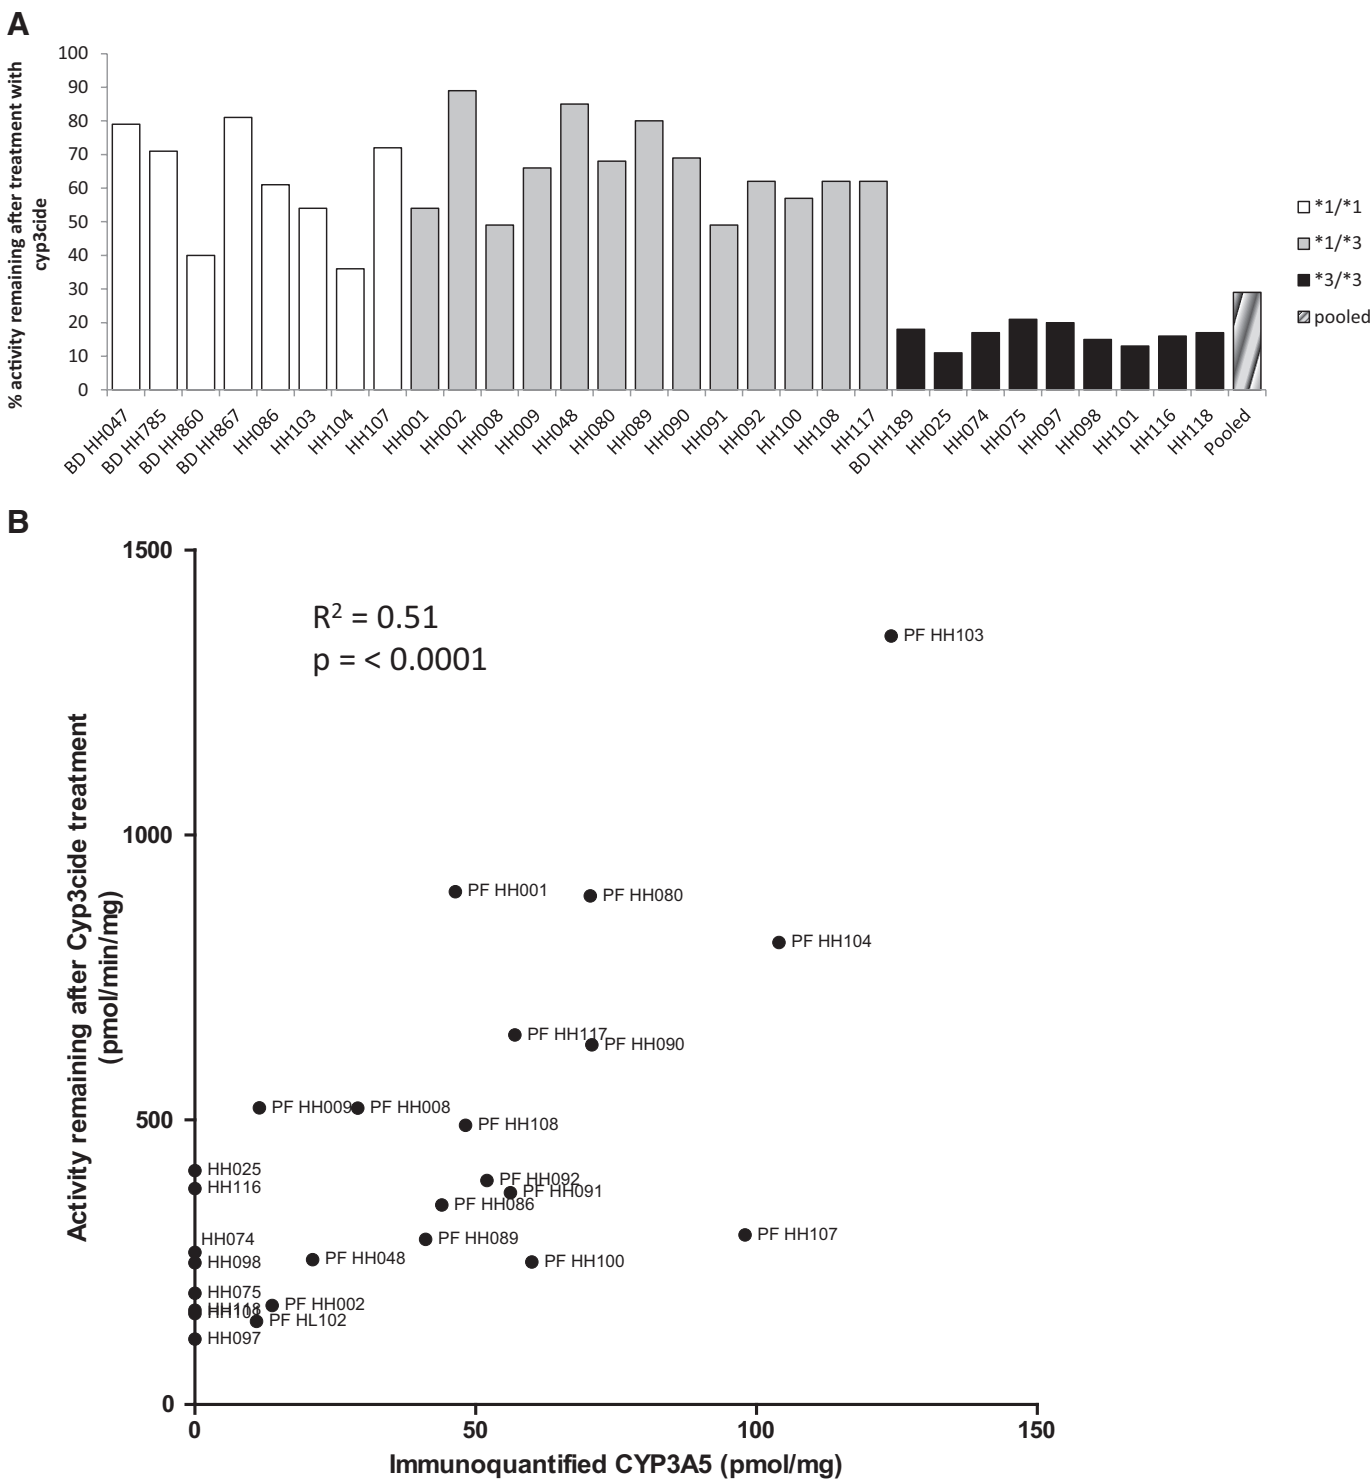 A
% activity remaining after treatment with
cyp3cide
100
90
80
70
60
50
40
30
20
10
0
BD HH047
BD HH785
BD HH860
BD HH867
HH086
HH103
HH104
HH107
HH001
HH002
HH008
HH009
HH048
HH080
HH089
HH090
HH091
HH092
HH100
HH108
HH117
BD HH189
HH025
HH074
HH075
HH097
HH098
HH101
HH116
HH118
Pooled
*1/*1
*1/*3
*3/*3
pooled
B
Activity remaining after Cyp3cide treatment
(pmol/min/mg)
1500
1000
500
0
R² = 0.51
p = < 0.0001
PF HH103
PF HH001
PF HH080
PF HH104
PF HH117
PF HH090
PF HH009
PF HH008
PF HH108
HH025
HH116
PF HH092
PF HH091
PF HH086
HH074
PF HH089
PF HH107
HH098
PF HH048
PF HH100
HH075
HH118
HH101
PF HH002
PF HL102
HH097
0
50
100
150
Immunoquantified CYP3A5 (pmol/mg)